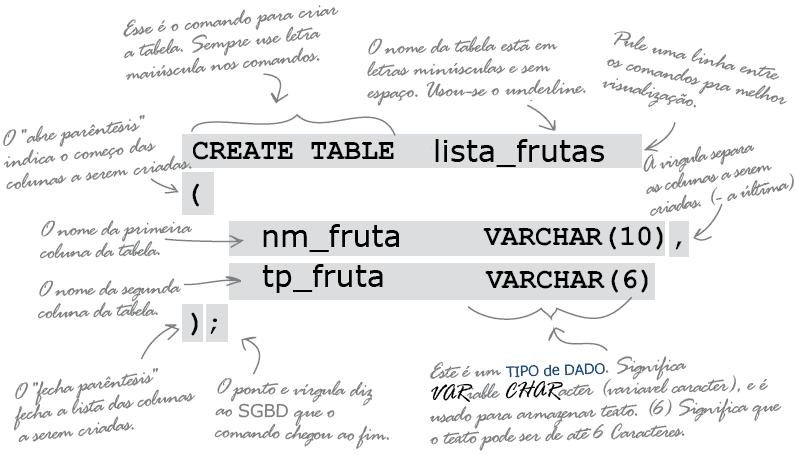 Esse é o comando para criar
a tabela. Sempre use letra
maiúscula nos comandos.
O nome da tabela está em
letras minúsculas e sem
espaço. Usou-se o underline.
Pule uma linha entre
os comandos pra melhor
visualização.
O "abre parêntesis"
indica o começo das
colunas a serem criadas.
CREATE TABLE lista_frutas
(
A virgula separa
as colunas a serem
criadas. (- a última)
O nome da primeira
coluna da tabela.
nm_fruta VARCHAR(10),
O nome da segunda
coluna da tabela.
tp_fruta VARCHAR(6)
);
O "fecha parêntesis"
fecha a lista das colunas
a serem criadas.
O ponto e vírgula diz
ao SGBD que o
comando chegou ao fim.
Este é um TIPO de DADO. Significa
VARiable CHARacter (variavel caracter), e é
usado para armazenar texto. (6) Significa que
o texto pode ser de até 6 Caracteres.